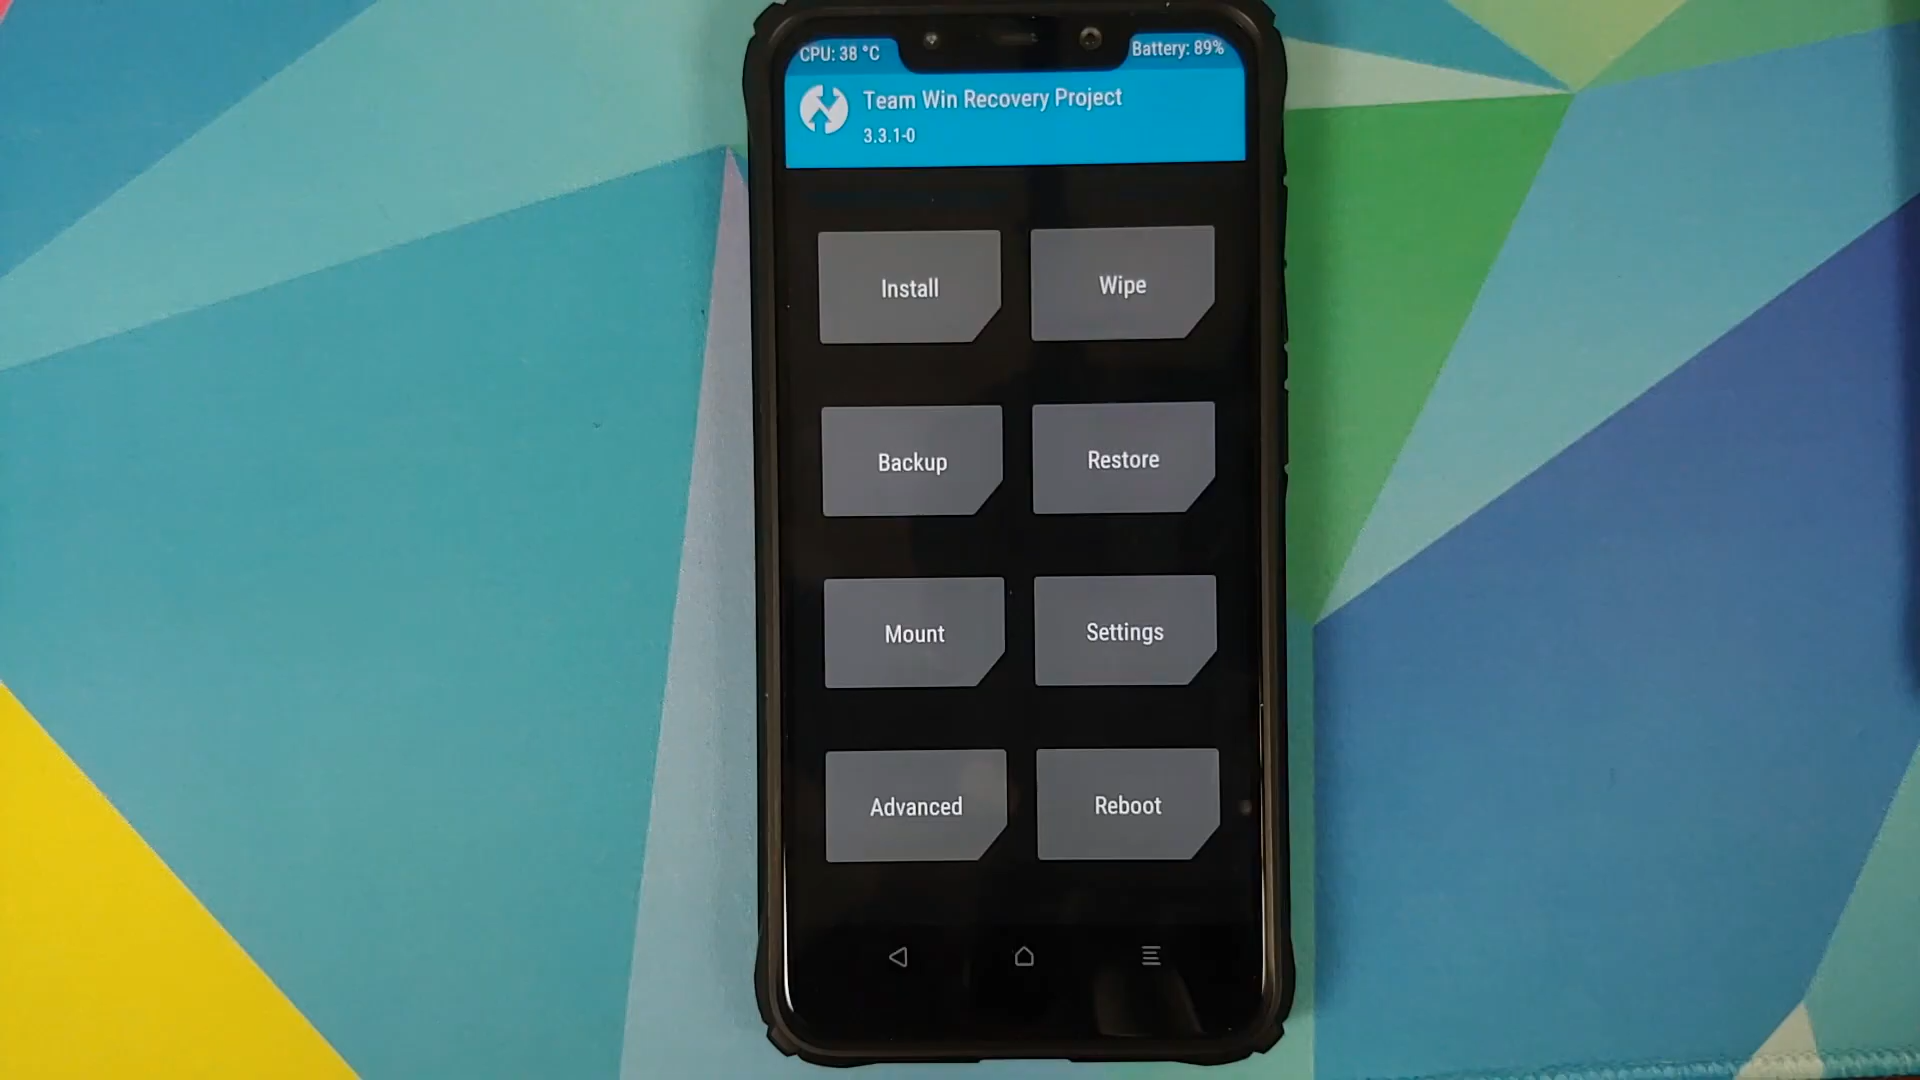 CPU: 38 °C
Battery: 89%
Team Win Recovery Project
3.3.1-0
Install
Wipe
Backup
Restore
Mount
Settings
Advanced
Reboot